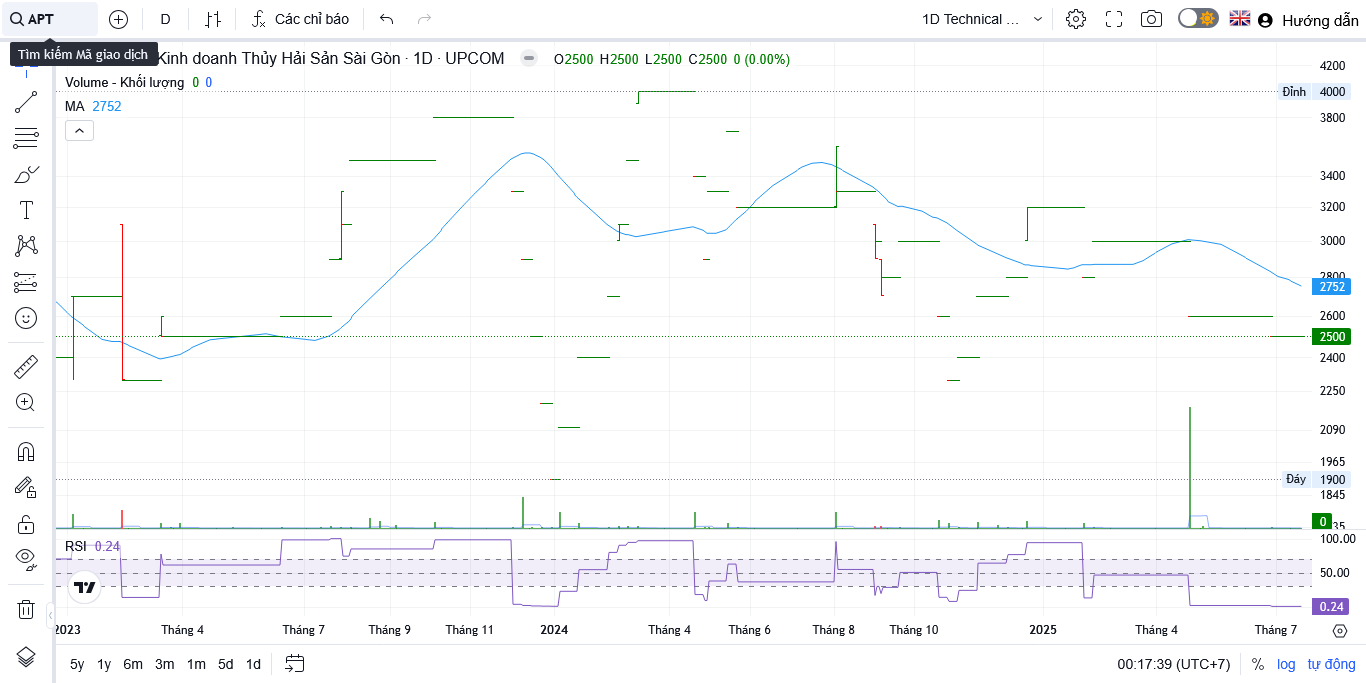 APT
D
Các chỉ báo
1D Technical ...
Hướng dẫn
Tìm kiếm Mã giao dịch
Kinh doanh Thủy Hải Sản Sài Gòn · 1D · UPCOM
O2500 H2500 L2500 C2500 0 (0.00%)
Volume - Khối lượng 0 0
MA 2752
4200
Đỉnh 4000
3800
3400
3200
3000
2800
2752
2600
2500
2400
2250
2090
1965
Đáy 1900
1845
0
35
RSI 0.24
100.00
50.00
0.24
2023 Tháng 4 Tháng 7 Tháng 9 Tháng 11 2024 Tháng 4 Tháng 6 Tháng 8 Tháng 10 2025 Tháng 4 Tháng 7
5y 1y 6m 3m 1m 5d 1d
00:17:39 (UTC+7) % log tự động